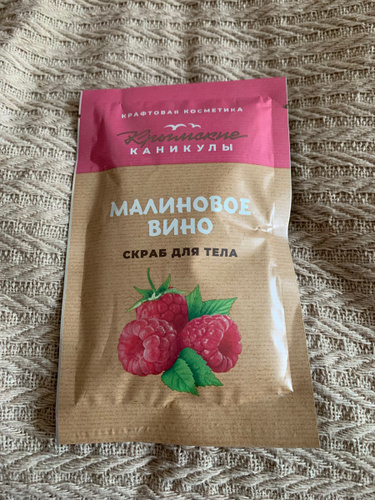 КРАФТОВАЯ КОСМЕТИКА
Крымские
КАНИКУЛЫ
МАЛИНОВОЕ
ВИНО
СКРАБ ДЛЯ ТЕЛА